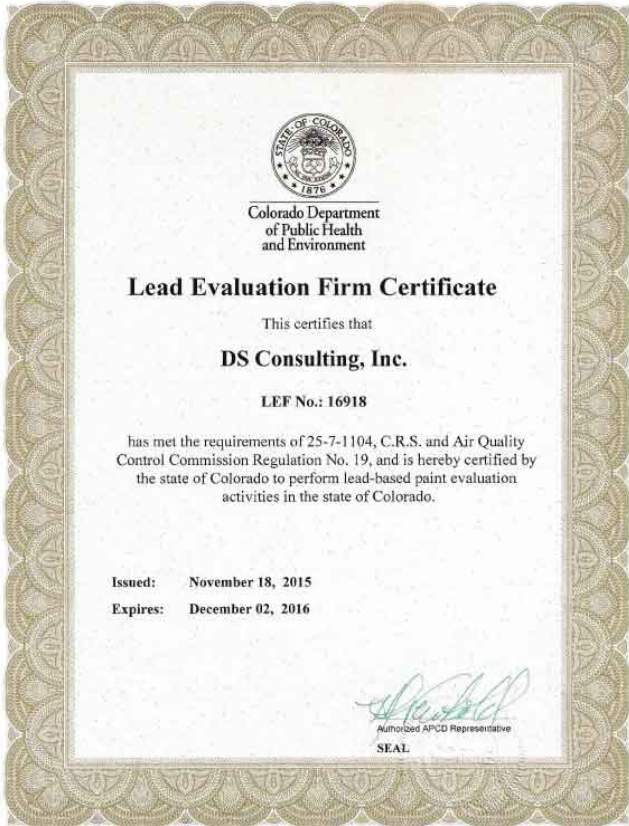 STATE OF COLORADO
1876
Colorado Department
of Public Health
and Environment
Lead Evaluation Firm Certificate
This certifies that
DS Consulting, Inc.
LEF No.: 16918
has met the requirements of 25-7-1104, C.R.S. and Air Quality
Control Commission Regulation No. 19, and is hereby certified by
the state of Colorado to perform lead-based paint evaluation
activities in the state of Colorado.
Issued: November 18, 2015
Expires: December 02, 2016
Authorized APCD Representative
SEAL